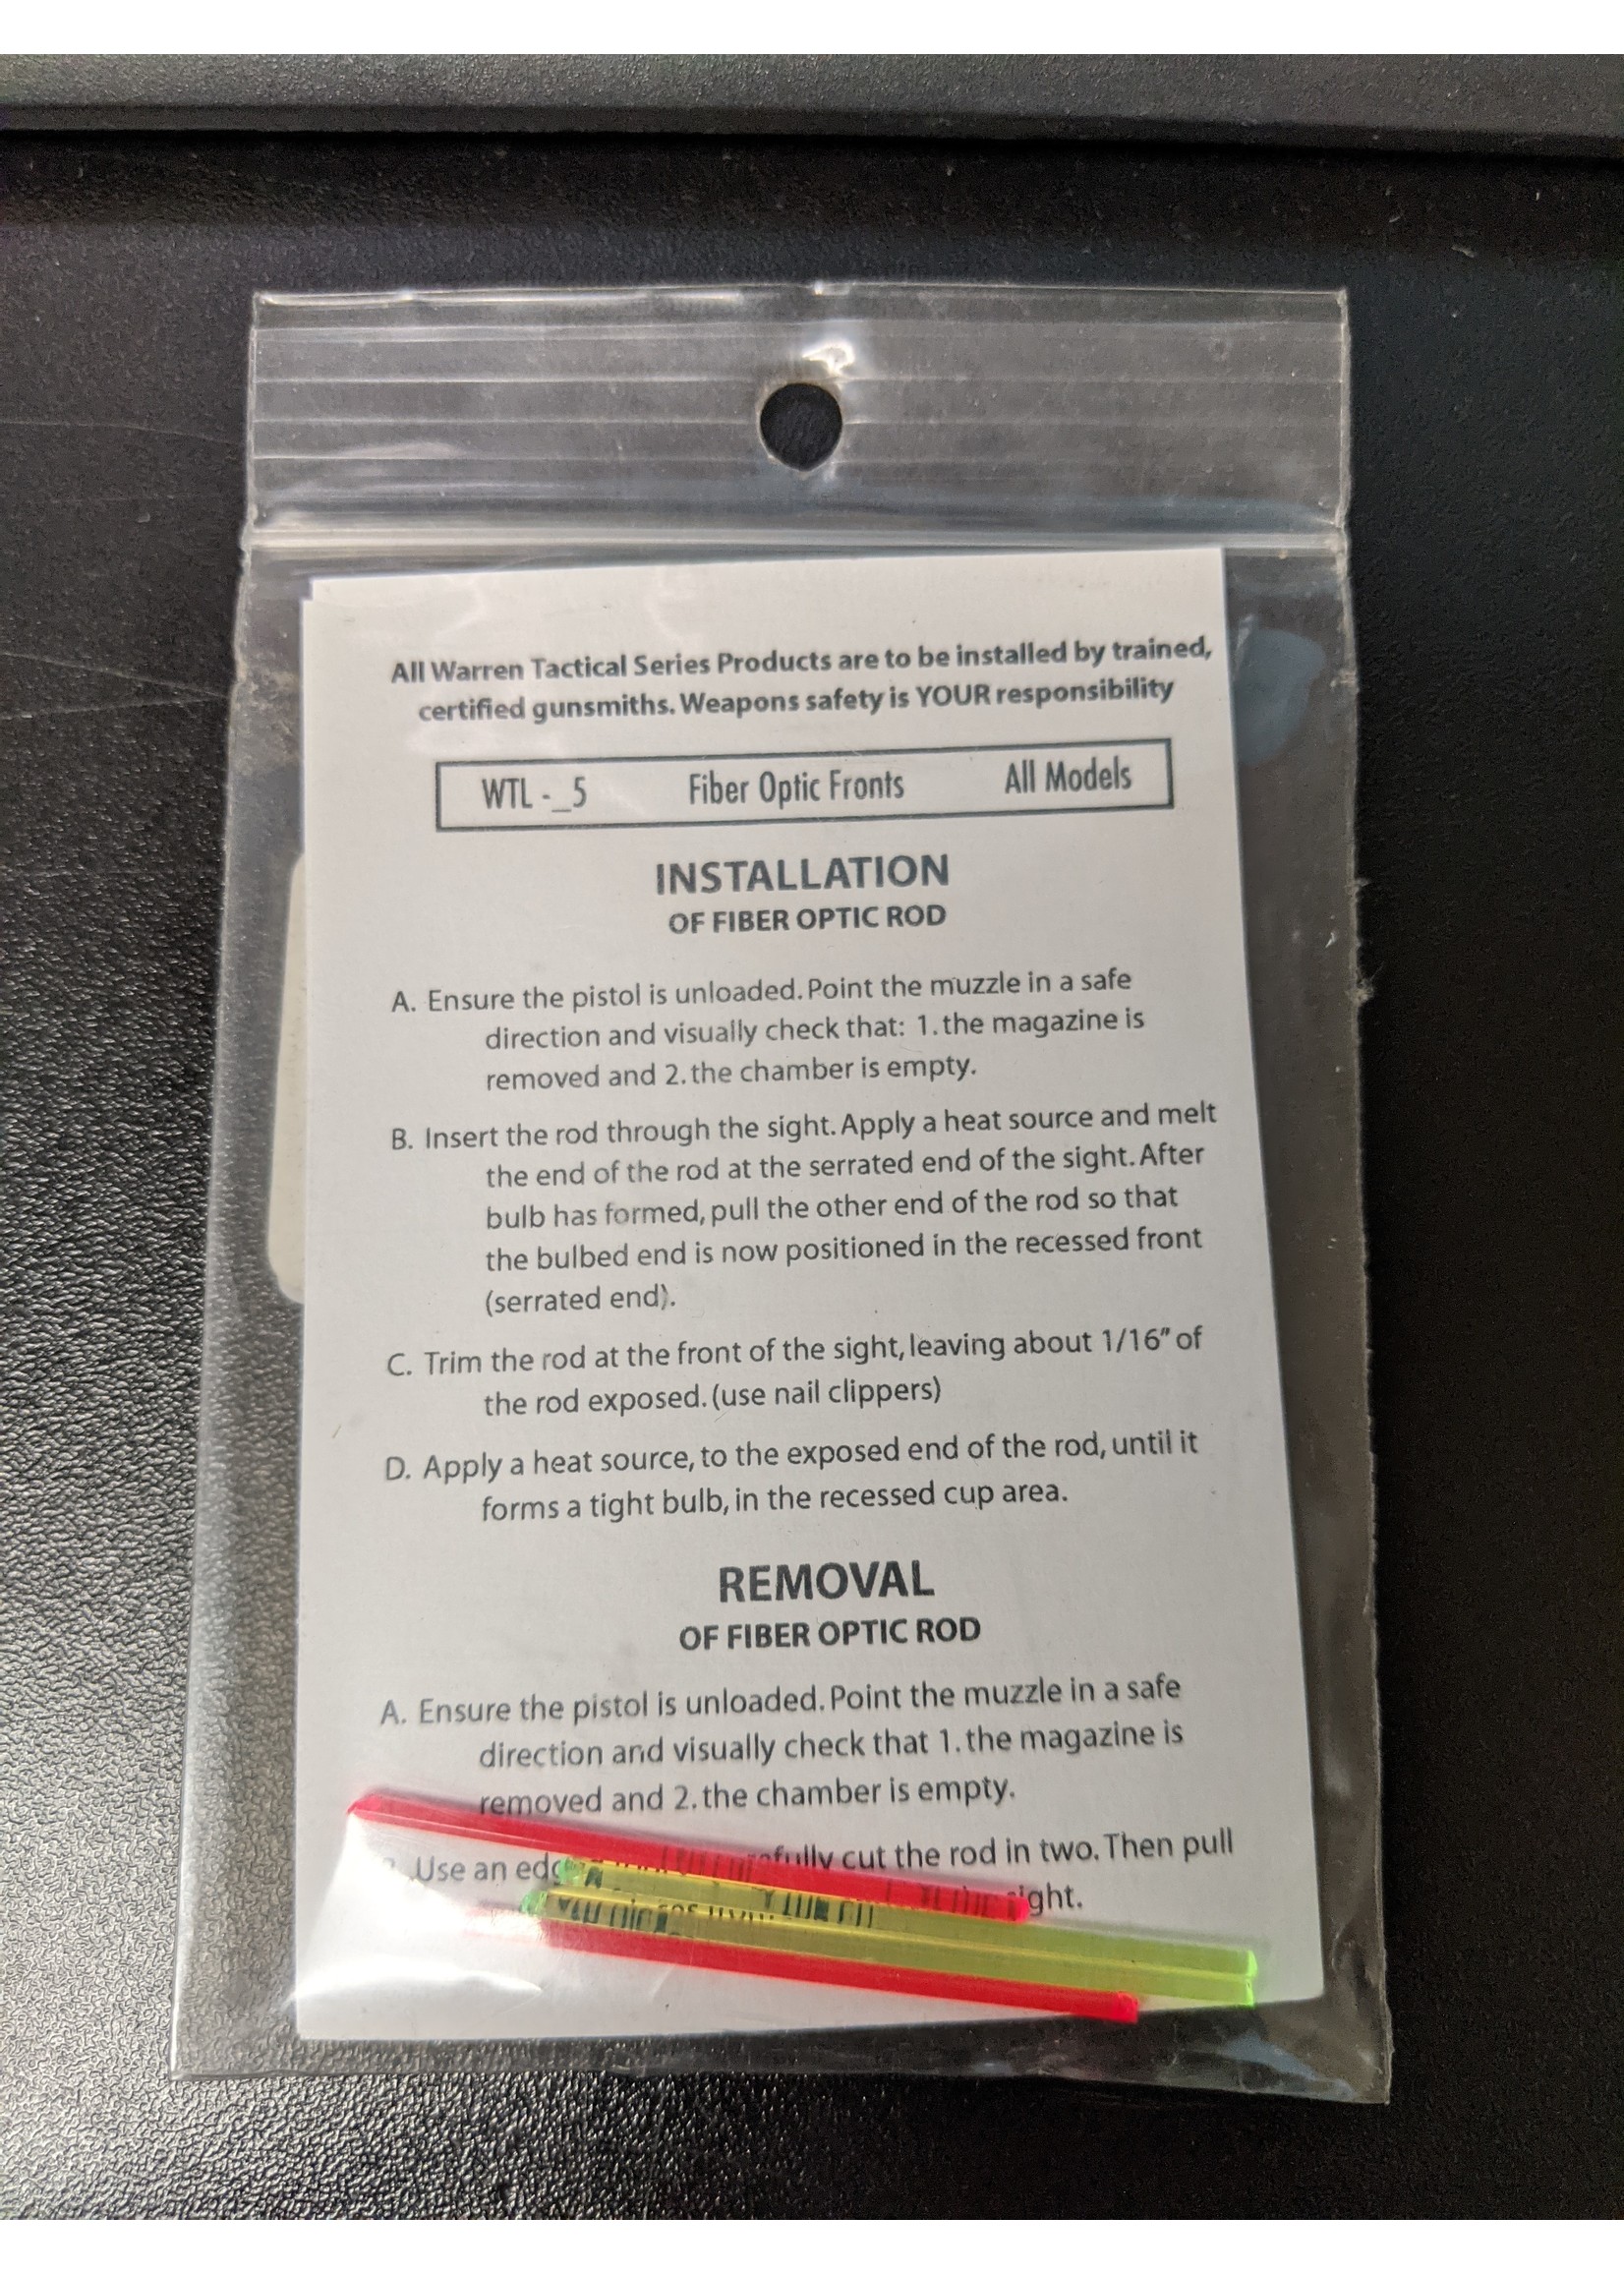 All Warren Tactical Series Products are to be installed by trained,
certified gunsmiths. Weapons safety is YOUR responsibility
WTL -_5 Fiber Optic Fronts All Models
INSTALLATION
OF FIBER OPTIC ROD
A. Ensure the pistol is unloaded. Point the muzzle in a safe
direction and visually check that: 1. the magazine is
removed and 2. the chamber is empty.
B. Insert the rod through the sight. Apply a heat source and melt
the end of the rod at the serrated end of the sight. After
bulb has formed, pull the other end of the rod so that
the bulbed end is now positioned in the recessed front
(serrated end).
C. Trim the rod at the front of the sight, leaving about 1/16" of
the rod exposed. (use nail clippers)
D. Apply a heat source, to the exposed end of the rod, until it
forms a tight bulb, in the recessed cup area.
REMOVAL
OF FIBER OPTIC ROD
A. Ensure the pistol is unloaded. Point the muzzle in a safe
direction and visually check that 1. the magazine is
removed and 2. the chamber is empty.
Use an cut the rod in two. Then pull